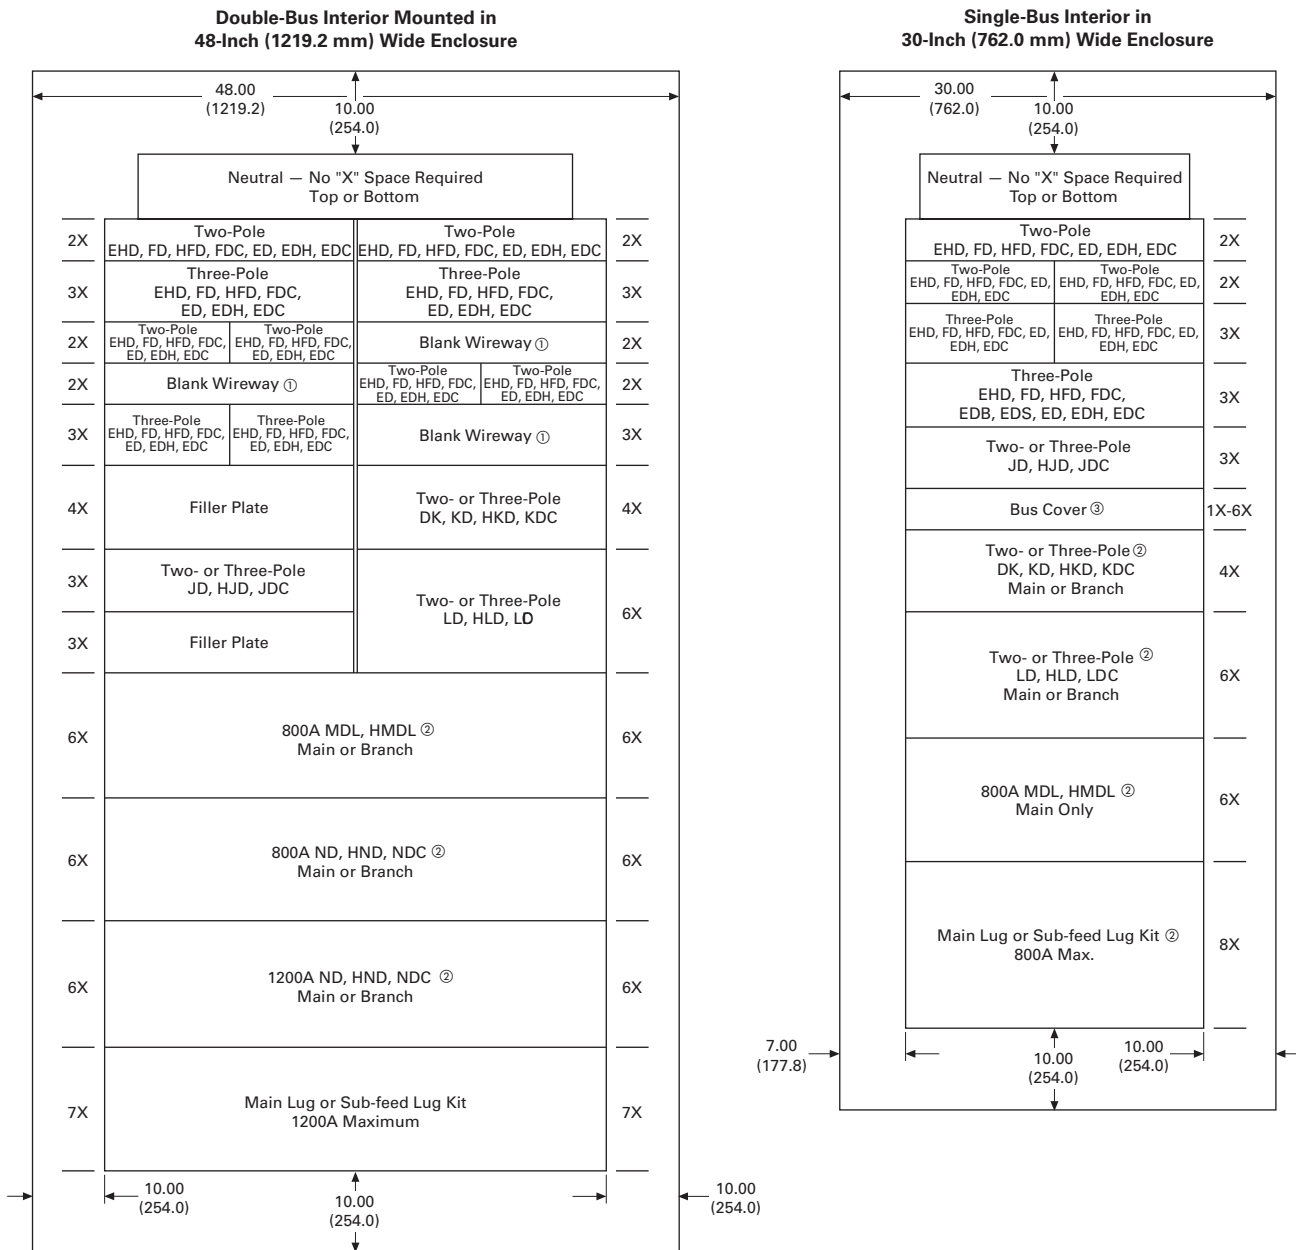 Double-Bus Interior Mounted in
48-Inch (1219.2 mm) Wide Enclosure
48.00
(1219.2)
10.00
(254.0)
Neutral — No "X" Space Required
Top or Bottom
2X
Two-Pole
EHD, FD, HFD, FDC, ED, EDH, EDC
Two-Pole
EHD, FD, HFD, FDC, ED, EDH, EDC
2X
3X
Three-Pole
EHD, FD, HFD, FDC,
ED, EDH, EDC
Three-Pole
EHD, FD, HFD, FDC,
ED, EDH, EDC
3X
2X
Two-Pole
EHD, FD, HFD, FDC,
ED, EDH, EDC
Two-Pole
EHD, FD, HFD, FDC,
ED, EDH, EDC
Blank Wireway ①
2X
2X
Blank Wireway ①
Two-Pole
EHD, FD, HFD, FDC,
ED, EDH, EDC
Two-Pole
EHD, FD, HFD, FDC,
ED, EDH, EDC
2X
3X
Three-Pole
EHD, FD, HFD, FDC,
ED, EDH, EDC
Three-Pole
EHD, FD, HFD, FDC,
ED, EDH, EDC
Blank Wireway ①
3X
4X
Filler Plate
Two- or Three-Pole
DK, KD, HKD, KDC
4X
3X
Two- or Three-Pole
JD, HJD, JDC
Two- or Three-Pole
LD, HLD, LD
6X
3X
Filler Plate
6X
800A MDL, HMDL ②
Main or Branch
6X
6X
800A ND, HND, NDC ②
Main or Branch
6X
6X
1200A ND, HND, NDC ②
Main or Branch
6X
7X
Main Lug or Sub-feed Lug Kit
1200A Maximum
7X
10.00
(254.0)
10.00
(254.0)
10.00
(254.0)
Single-Bus Interior in
30-Inch (762.0 mm) Wide Enclosure
30.00
(762.0)
10.00
(254.0)
Neutral — No "X" Space Required
Top or Bottom
Two-Pole
EHD, FD, HFD, FDC, ED, EDH, EDC
2X
Two-Pole
EHD, FD, HFD, FDC, ED,
EDH, EDC
Two-Pole
EHD, FD, HFD, FDC, ED,
EDH, EDC
2X
Three-Pole
EHD, FD, HFD, FDC, ED,
EDH, EDC
Three-Pole
EHD, FD, HFD, FDC, ED,
EDH, EDC
3X
Three-Pole
EHD, FD, HFD, FDC,
EDB, EDS, ED, EDH, EDC
3X
Two- or Three-Pole
JD, HJD, JDC
3X
Bus Cover ③
1X-6X
Two- or Three-Pole ②
DK, KD, HKD, KDC
Main or Branch
4X
Two- or Three-Pole ②
LD, HLD, LDC
Main or Branch
6X
800A MDL, HMDL ②
Main Only
6X
Main Lug or Sub-feed Lug Kit ②
800A Max.
8X
7.00
(177.8)
10.00
(254.0)
10.00
(254.0)